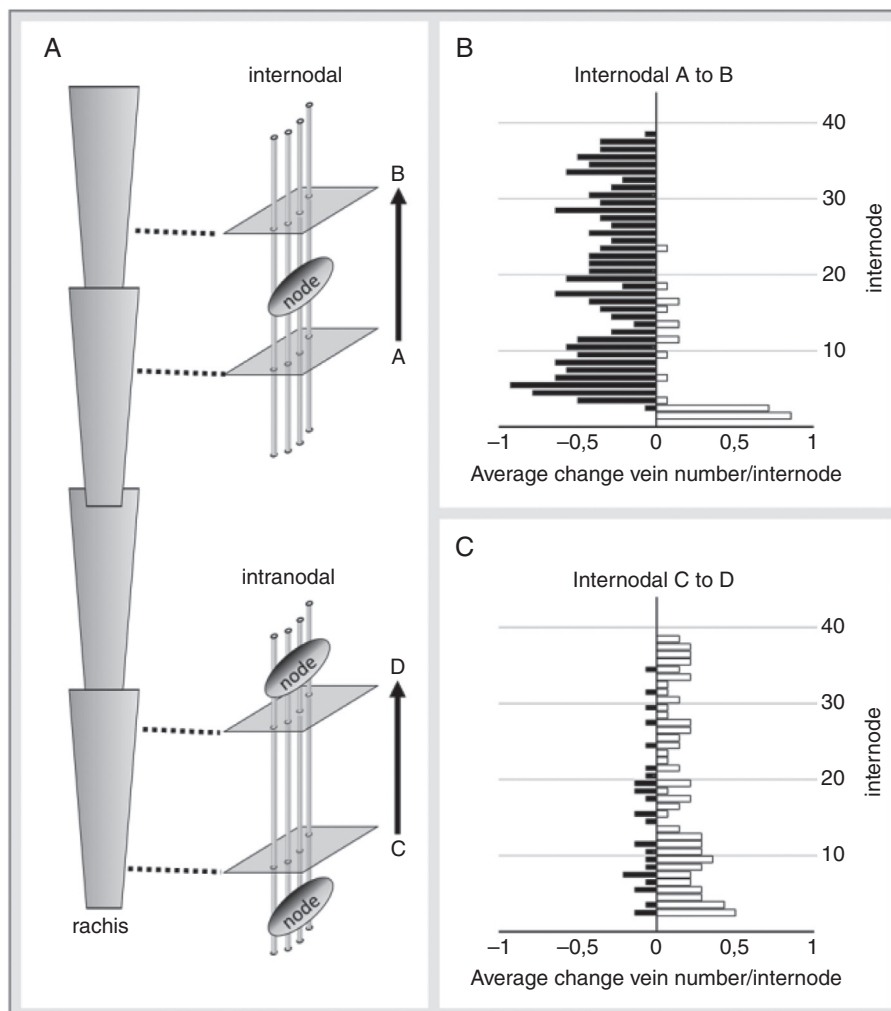 A
internodal
B
node
A
intranodal
D
node
C
node
rachis
B
Internodal A to B
40
30
20
10
internode
–1
–0,5
0
0,5
1
Average change vein number/internode
C
Internodal C to D
40
30
20
10
internode
–1
–0,5
0
0,5
1
Average change vein number/internode